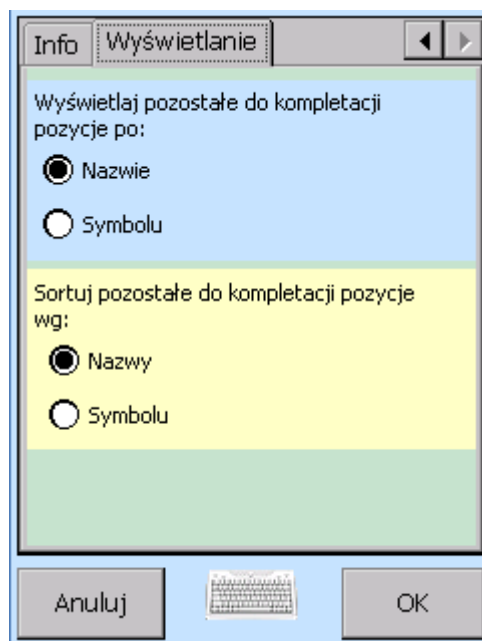 Info Wyświetlanie
Wyświetlaj pozostałe do kompletacji
pozycje po:
Nazwie
Symbolu
Sortuj pozostałe do kompletacji pozycje
wg:
Nazwy
Symbolu
Anuluj OK